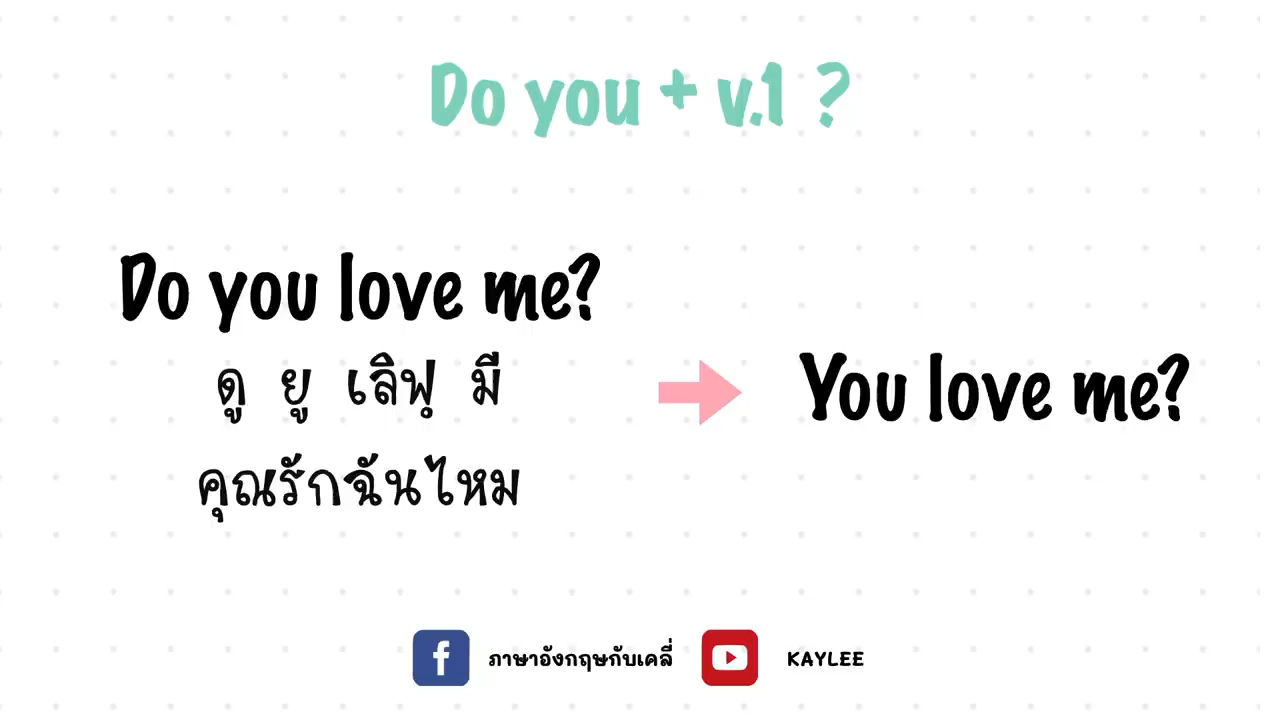 Do you + v.1 ?
Do you love me?
ดู ยู เลิฟฺ มี
คุณรักฉันไหม
You love me?
ภาษาอังกฤษกับเคลี่
KAYLEE